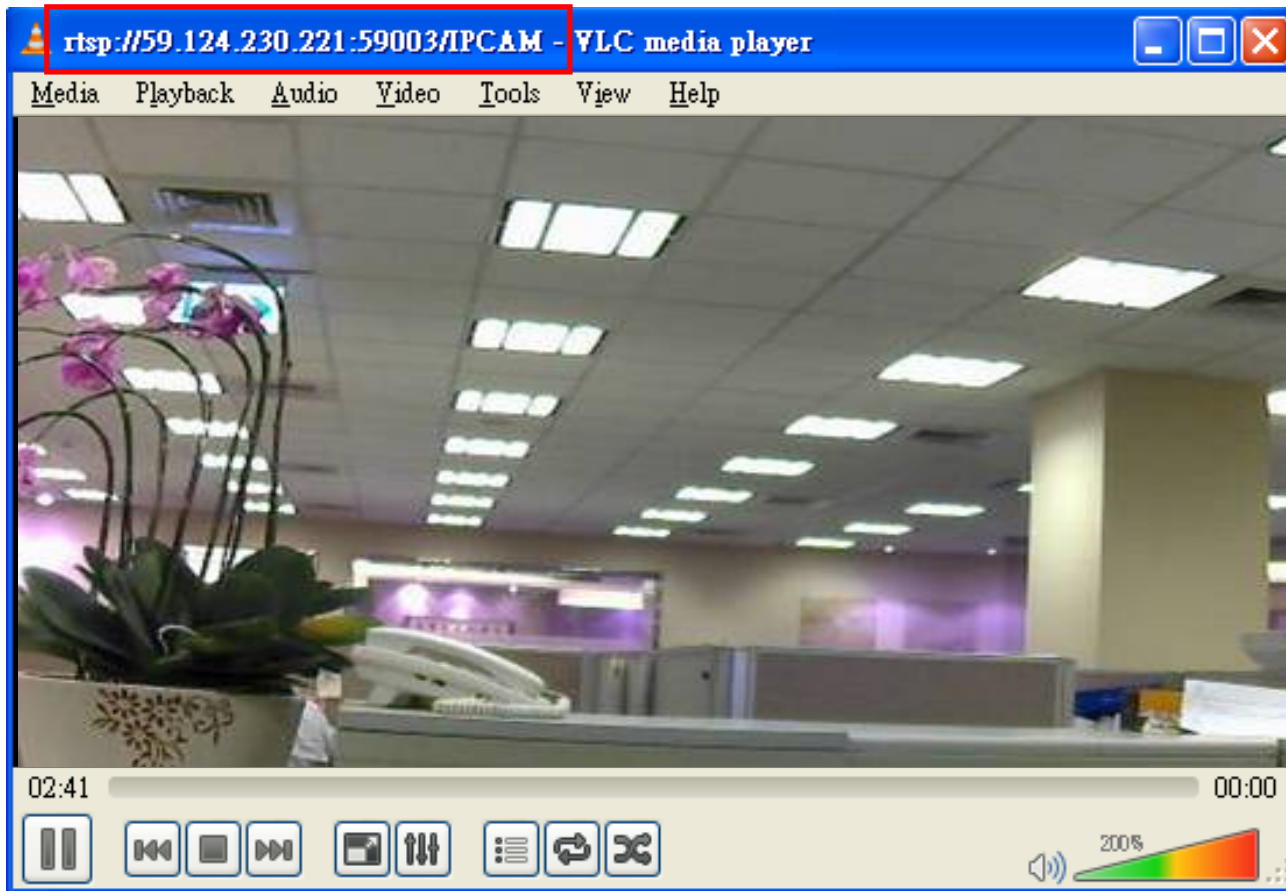 rtsp://59.124.230.221:59003/IPCAM - VLC media player
Media Playback Audio Video Tools View Help
02:41 00:00
200%